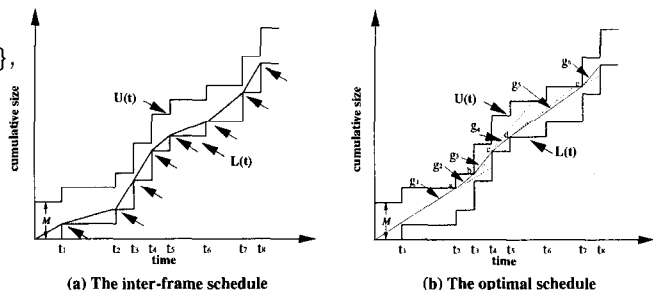 },
cumulative size
U(t)
L(t)
M
t₁ t₂ t₃ t₄ t₅ t₆ t₇ t₈
time
(a) The inter-frame schedule
cumulative size
U(t)
L(t)
M
g₁ g₂ g₃ g₄ g₅ g₆
a b c d e
t₁ t₂ t₃ t₄ t₅ t₆ t₇ t₈
time
(b) The optimal schedule